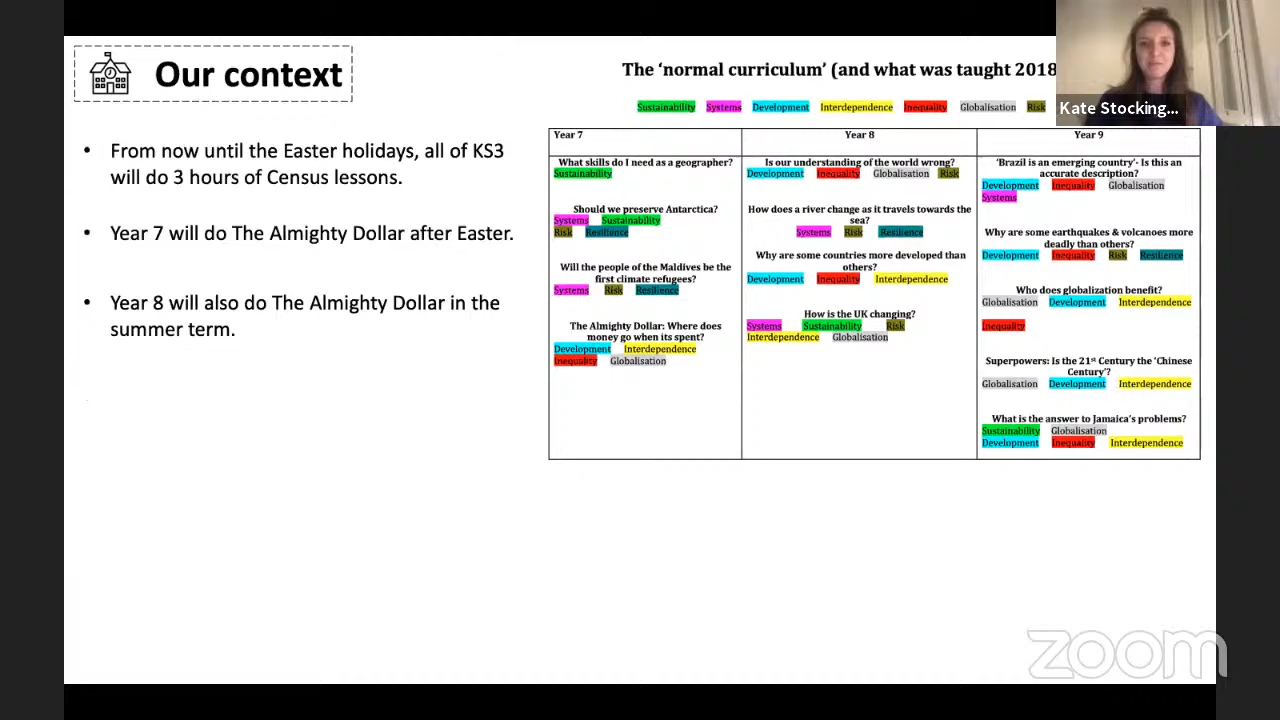 Our context
• From now until the Easter holidays, all of KS3
will do 3 hours of Census lessons.
• Year 7 will do The Almighty Dollar after Easter.
• Year 8 will also do The Almighty Dollar in the
summer term.
The ‘normal curriculum’ (and what was taught 2018
Sustainability Systems Development Interdependence Inequality Globalisation Risk
Kate Stocking...
Year 7
What skills do I need as a geographer?
Sustainability
Should we preserve Antarctica?
Systems Sustainability
Risk Resilience
Will the people of the Maldives be the
first climate refugees?
Systems Risk Resilience
The Almighty Dollar: Where does
money go when its spent?
Development Interdependence
Inequality Globalisation
Year 8
Is our understanding of the world wrong?
Development Inequality Globalisation Risk
How does a river change as it travels towards the
sea?
Systems Risk Resilience
Why are some countries more developed than
others?
Development Inequality Interdependence
How is the UK changing?
Systems Sustainability Risk
Interdependence Globalisation
Year 9
‘Brazil is an emerging country’- Is this an
accurate description?
Development Inequality Globalisation
Systems
Why are some earthquakes & volcanoes more
deadly than others?
Development Inequality Risk Resilience
Who does globalization benefit?
Globalisation Development Interdependence
Inequality
Superpowers: Is the 21st Century the ‘Chinese
Century’?
Globalisation Development Interdependence
What is the answer to Jamaica’s problems?
Sustainability Globalisation
Development Inequality Interdependence
zoom